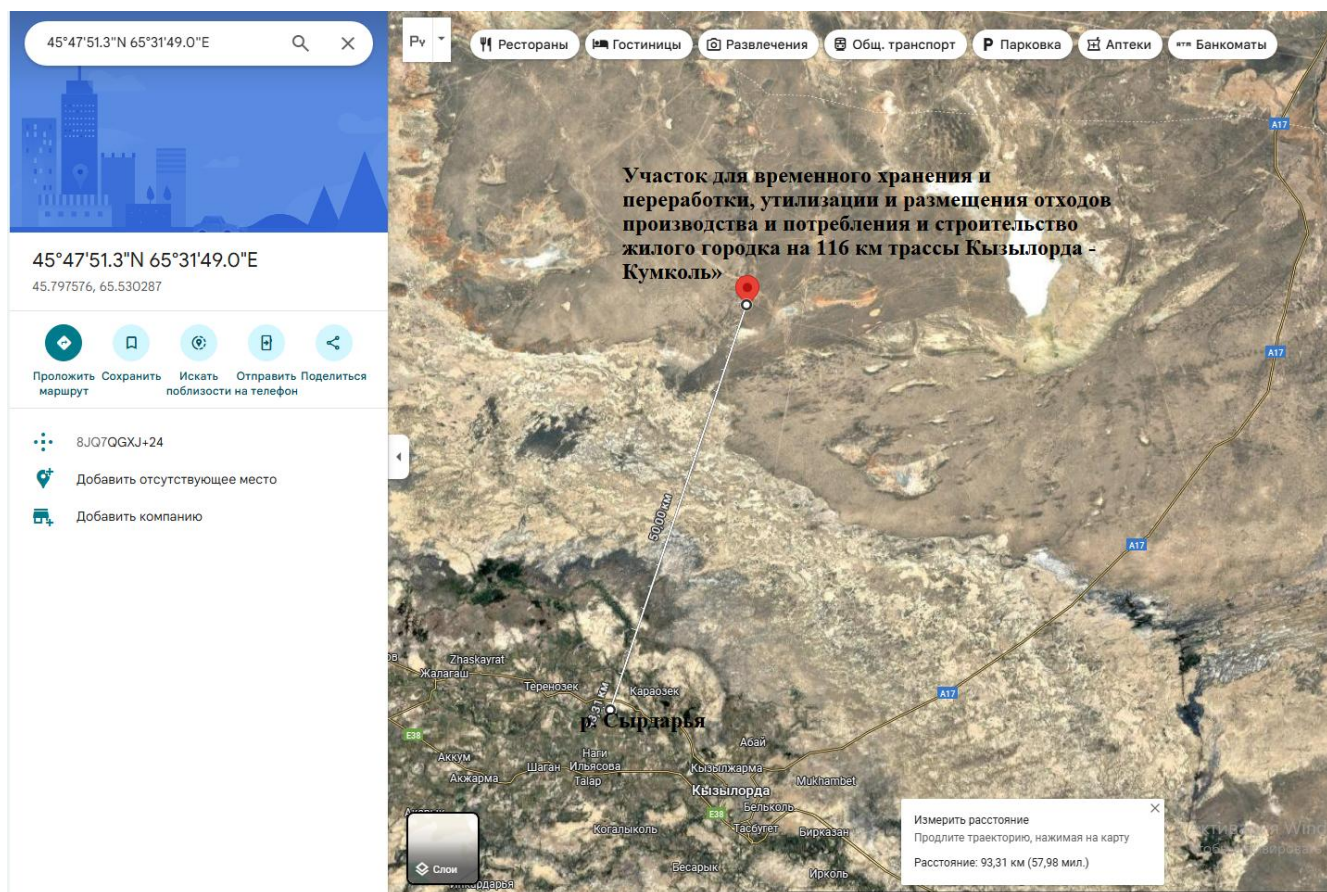 45°47'51.3"N 65°31'49.0"E
45°47'51.3"N 65°31'49.0"E
45.797576, 65.530287
Проложить маршрут
Сохранить
Искать поблизости
Отправить на телефон
Поделиться
8JQ7QGXJ+24
Добавить отсутствующее место
Добавить компанию
Ру
Рестораны
Гостиницы
Развлечения
Общ. транспорт
P Парковка
Аптеки
ATM Банкоматы
A17
Участок для временного хранения и
переработки, утилизации и размещения отходов
производства и потребления и строительство
жилого городка на 116 км трассы Кызылорда -
Кумколь»
A17
50,00 км
A17
Zhaskayrat
Жалагаш
Теренозек
Караозек
A17
р. Сырдарья
E38
Абай
Аккум
Шаган
Наги Ильясова
Кызылжарма
Акжарма
Talap
Mukhambet
Кызылорда
E38
Белколь
Когалыколь
Тасбугет
Бирказан
Бесарык
Ирколь
Слои
Измерить расстояние
Продлите траекторию, нажимая на карту
Расстояние: 93,31 км (57,98 мил.)